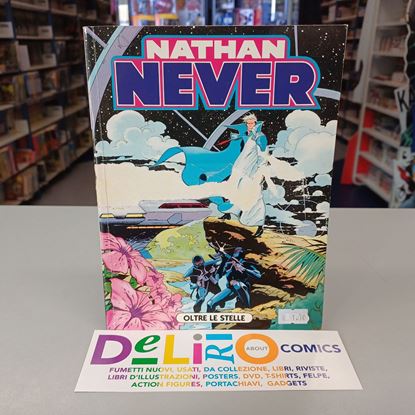 NATHAN
NEVER
OLTRE LE STELLE
DeLiRio ABOUT COMICS
FUMETTI NUOVI, USATI, DA COLLEZIONE, LIBRI, RIVISTE,
LIBRI D'ILLUSTRAZIONI, POSTERS, DVD, T-SHIRTS, FELPE,
ACTION FIGURES, PORTACHIAVI, GADGETS